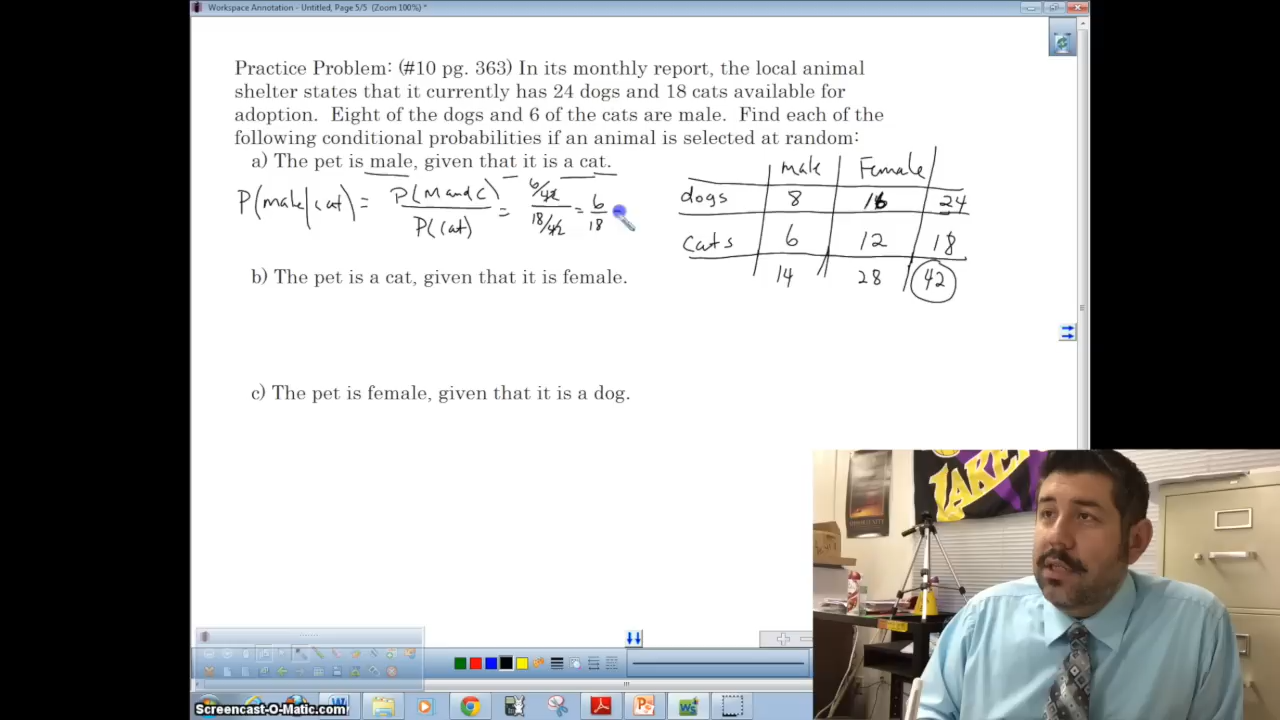 Workspace Annotation - Untitled, Page 5/5 (Zoom 100%) *
Practice Problem: (#10 pg. 363) In its monthly report, the local animal
shelter states that it currently has 24 dogs and 18 cats available for
adoption. Eight of the dogs and 6 of the cats are male. Find each of the
following conditional probabilities if an animal is selected at random:
a) The pet is male, given that it is a cat.
P(male|cat) = P(M and C) / P(cat) = 6/42 / 18/42 = 6/18
male Female
dogs 8 16 24
cats 6 12 18
14 28 42
b) The pet is a cat, given that it is female.
c) The pet is female, given that it is a dog.
LAKER
Screencast-O-Matic.com